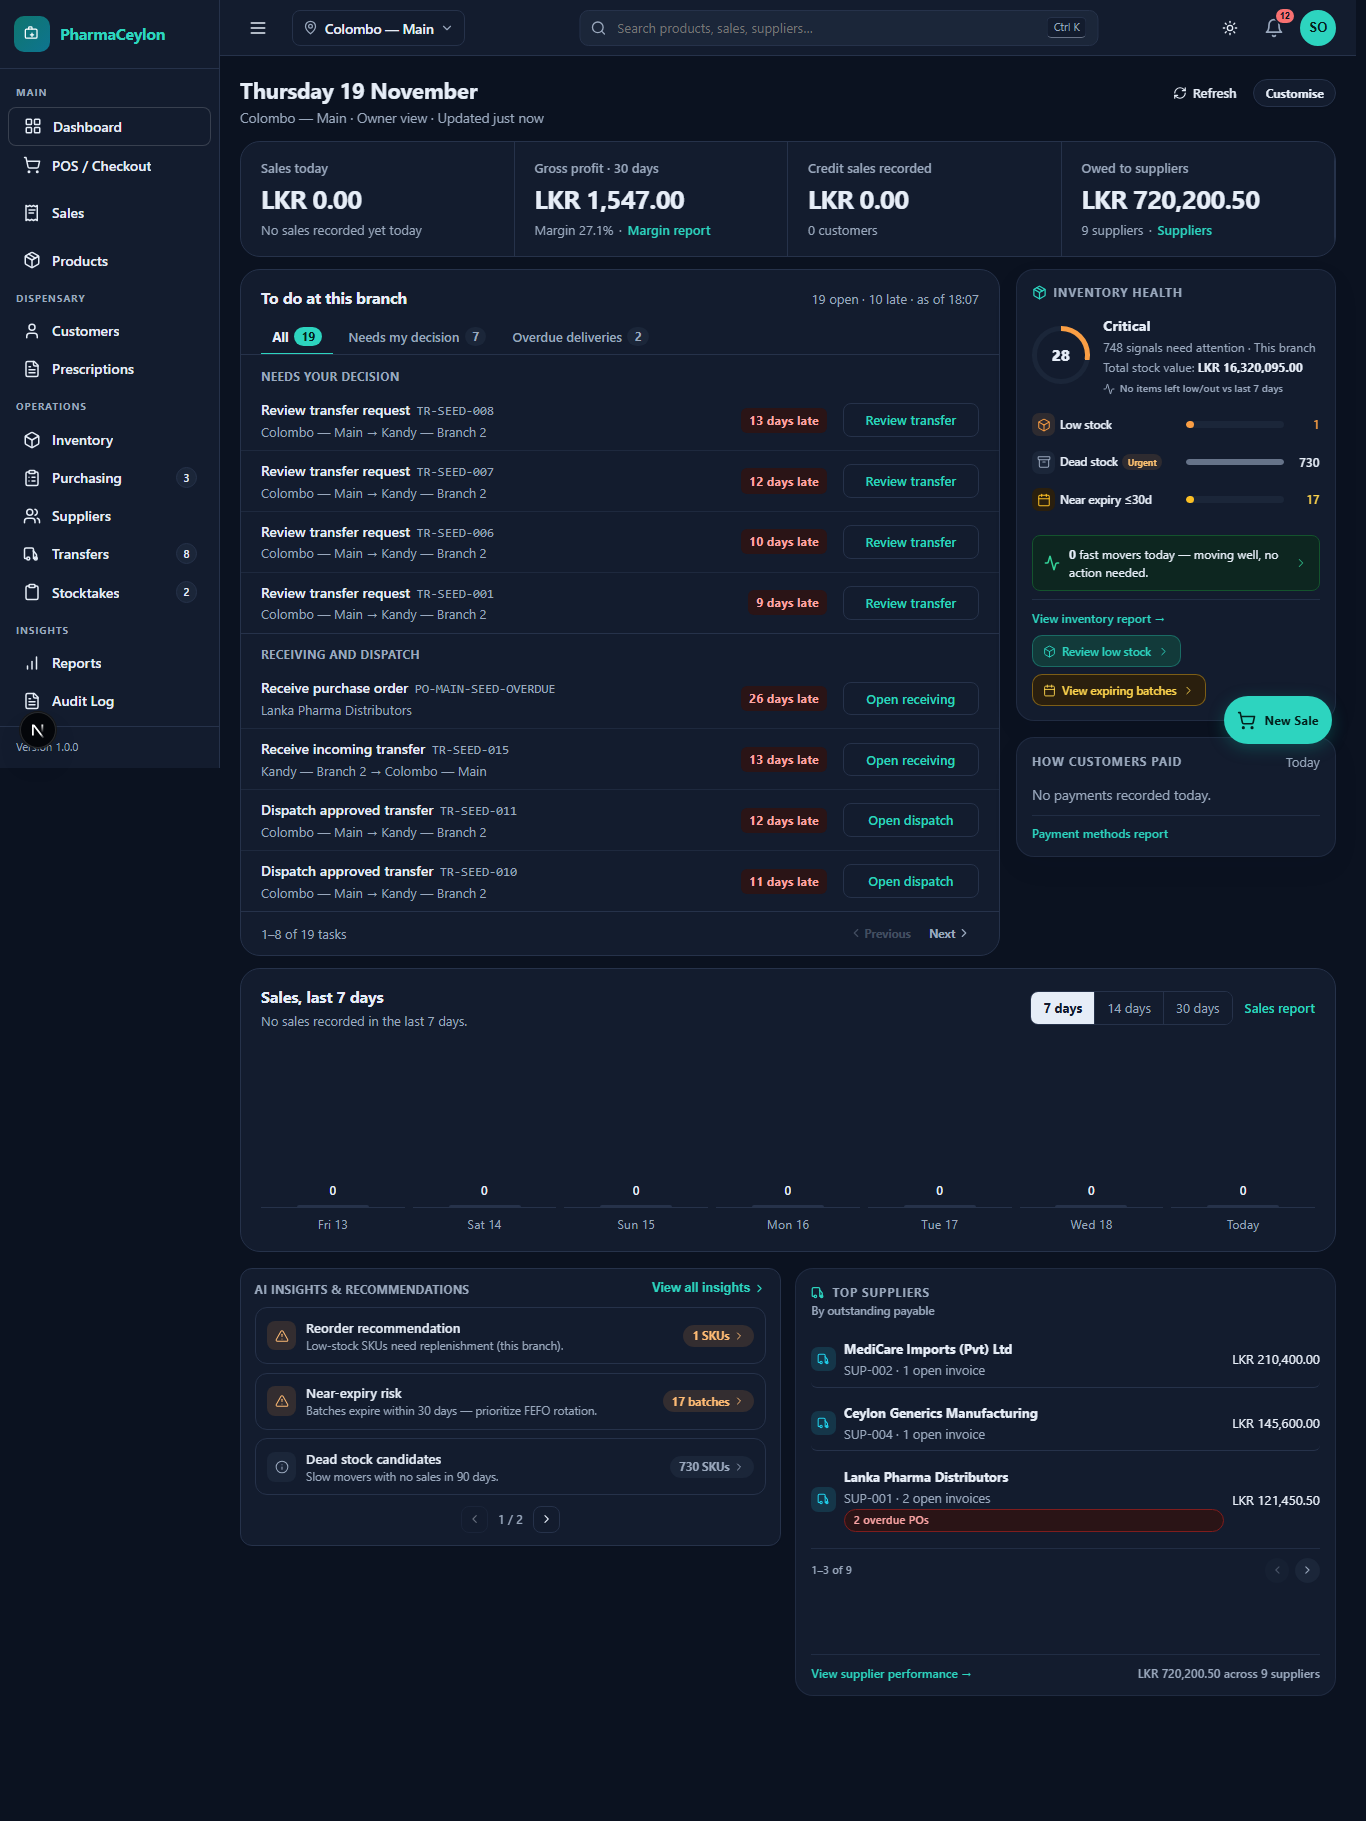 PharmaCeylon
Colombo — Main
Search products, sales, suppliers...
Ctrl K
12
SO
MAIN
Dashboard
POS / Checkout
Sales
Products
DISPENSARY
Customers
Prescriptions
OPERATIONS
Inventory
Purchasing 3
Suppliers
Transfers 8
Stocktakes 2
INSIGHTS
Reports
Audit Log
N
Version 1.0.0
Thursday 19 November
Colombo — Main · Owner view · Updated just now
Refresh
Customise
Sales today
LKR 0.00
No sales recorded yet today
Gross profit · 30 days
LKR 1,547.00
Margin 27.1% · Margin report
Credit sales recorded
LKR 0.00
0 customers
Owed to suppliers
LKR 720,200.50
9 suppliers · Suppliers
To do at this branch
19 open · 10 late · as of 18:07
All 19
Needs my decision 7
Overdue deliveries 2
NEEDS YOUR DECISION
Review transfer request TR-SEED-008
Colombo — Main → Kandy — Branch 2
13 days late
Review transfer
Review transfer request TR-SEED-007
Colombo — Main → Kandy — Branch 2
12 days late
Review transfer
Review transfer request TR-SEED-006
Colombo — Main → Kandy — Branch 2
10 days late
Review transfer
Review transfer request TR-SEED-001
Colombo — Main → Kandy — Branch 2
9 days late
Review transfer
RECEIVING AND DISPATCH
Receive purchase order PO-MAIN-SEED-OVERDUE
Lanka Pharma Distributors
26 days late
Open receiving
Receive incoming transfer TR-SEED-015
Kandy — Branch 2 → Colombo — Main
13 days late
Open receiving
Dispatch approved transfer TR-SEED-011
Colombo — Main → Kandy — Branch 2
12 days late
Open dispatch
Dispatch approved transfer TR-SEED-010
Colombo — Main → Kandy — Branch 2
11 days late
Open dispatch
1–8 of 19 tasks
Previous
Next
INVENTORY HEALTH
28
Critical
748 signals need attention · This branch
Total stock value: LKR 16,320,095.00
No items left low/out vs last 7 days
Low stock 1
Dead stock Urgent 730
Near expiry ≤30d 17
0 fast movers today — moving well, no
action needed.
View inventory report →
Review low stock
View expiring batches
New Sale
HOW CUSTOMERS PAID
Today
No payments recorded today.
Payment methods report
Sales, last 7 days
No sales recorded in the last 7 days.
7 days
14 days
30 days
Sales report
0 0 0 0 0 0 0
Fri 13 Sat 14 Sun 15 Mon 16 Tue 17 Wed 18 Today
AI INSIGHTS & RECOMMENDATIONS
View all insights
Reorder recommendation
Low-stock SKUs need replenishment (this branch).
1 SKUs
Near-expiry risk
Batches expire within 30 days — prioritize FEFO rotation.
17 batches
Dead stock candidates
Slow movers with no sales in 90 days.
730 SKUs
1 / 2
TOP SUPPLIERS
By outstanding payable
MediCare Imports (Pvt) Ltd
SUP-002 · 1 open invoice
LKR 210,400.00
Ceylon Generics Manufacturing
SUP-004 · 1 open invoice
LKR 145,600.00
Lanka Pharma Distributors
SUP-001 · 2 open invoices
2 overdue POs
LKR 121,450.50
1–3 of 9
View supplier performance →
LKR 720,200.50 across 9 suppliers